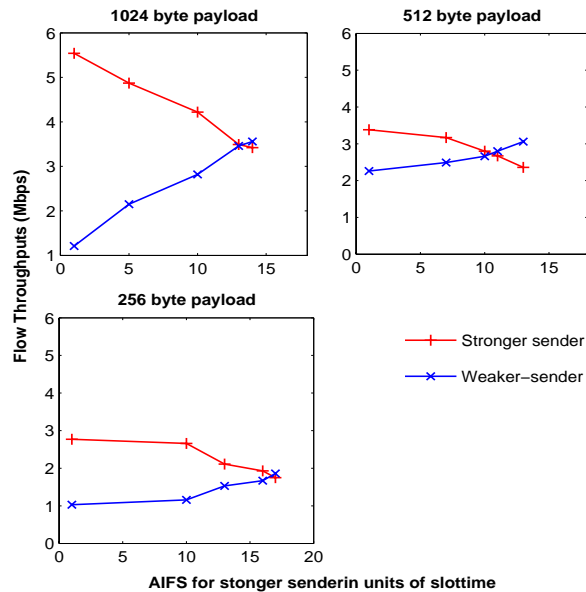 1024 byte payload
6
5
4
3
2
1
0 5 10 15
512 byte payload
6
5
4
3
2
1
0
0 5 10 15
Flow Throughputs (Mbps)
256 byte payload
6
5
4
3
2
1
0
0 5 10 15 20
Stronger sender
Weaker-sender
AIFS for stonger senderin units of slottime